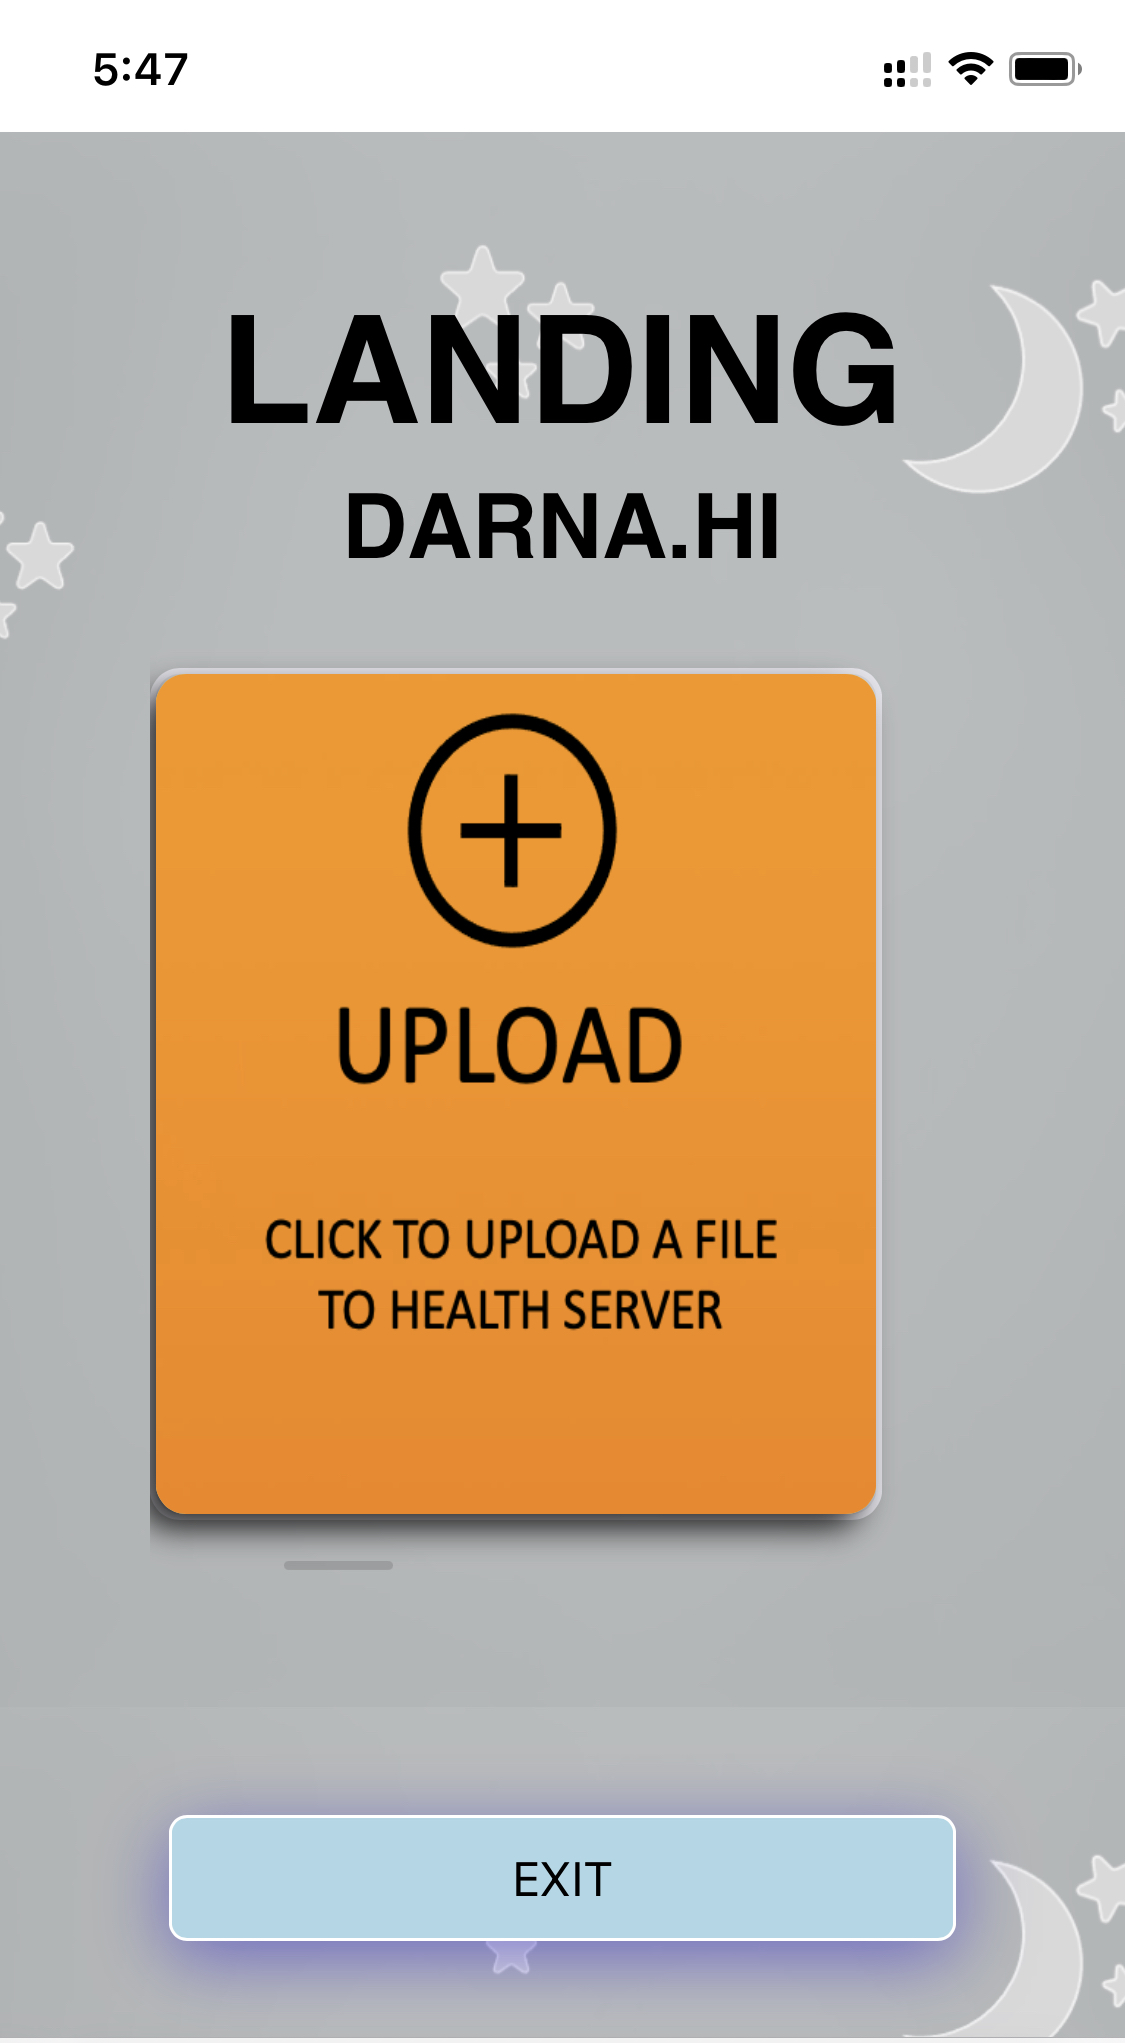 5:47
LANDING
DARNA.HI
UPLOAD
CLICK TO UPLOAD A FILE
TO HEALTH SERVER
EXIT